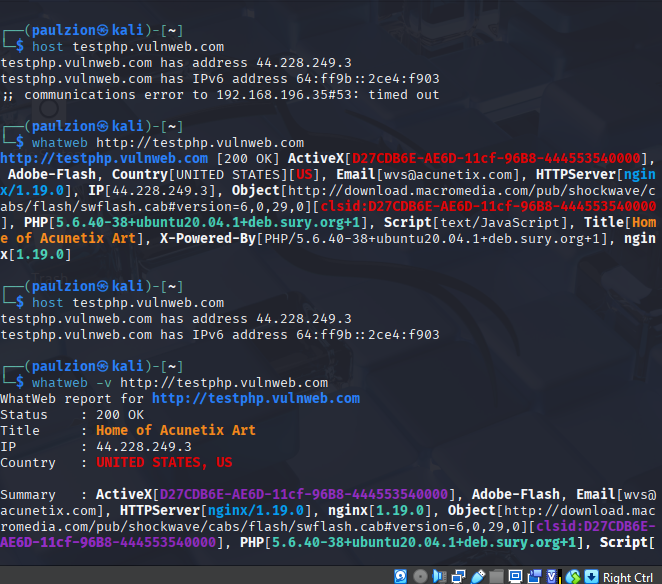 ┌──(paulzion㉿kali)-[~]
└─$ host testphp.vulnweb.com
testphp.vulnweb.com has address 44.228.249.3
testphp.vulnweb.com has IPv6 address 64:ff9b::2ce4:f903
;; communications error to 192.168.196.35#53: timed out
┌──(paulzion㉿kali)-[~]
└─$ whatweb http://testphp.vulnweb.com
http://testphp.vulnweb.com [200 OK] ActiveX[D27CDB6E-AE6D-11cf-96B8-444553540000],
Adobe-Flash, Country[UNITED STATES][US], Email[wvs@acunetix.com], HTTPServer[ngin
x/1.19.0], IP[44.228.249.3], Object[http://download.macromedia.com/pub/shockwave/c
abs/flash/swflash.cab#version=6,0,29,0][clsid:D27CDB6E-AE6D-11cf-96B8-444553540000
], PHP[5.6.40-38+ubuntu20.04.1+deb.sury.org+1], Script[text/JavaScript], Title[Hom
e of Acunetix Art], X-Powered-By[PHP/5.6.40-38+ubuntu20.04.1+deb.sury.org+1], ngin
x[1.19.0]
┌──(paulzion㉿kali)-[~]
└─$ host testphp.vulnweb.com
testphp.vulnweb.com has address 44.228.249.3
testphp.vulnweb.com has IPv6 address 64:ff9b::2ce4:f903
┌──(paulzion㉿kali)-[~]
└─$ whatweb -v http://testphp.vulnweb.com
WhatWeb report for http://testphp.vulnweb.com
Status    : 200 OK
Title     : Home of Acunetix Art
IP        : 44.228.249.3
Country   : UNITED STATES, US
Summary   : ActiveX[D27CDB6E-AE6D-11cf-96B8-444553540000], Adobe-Flash, Email[wvs@
acunetix.com], HTTPServer[nginx/1.19.0], nginx[1.19.0], Object[http://download.mac
romedia.com/pub/shockwave/cabs/flash/swflash.cab#version=6,0,29,0][clsid:D27CDB6E-
AE6D-11cf-96B8-444553540000], PHP[5.6.40-38+ubuntu20.04.1+deb.sury.org+1], Script[
Right Ctrl